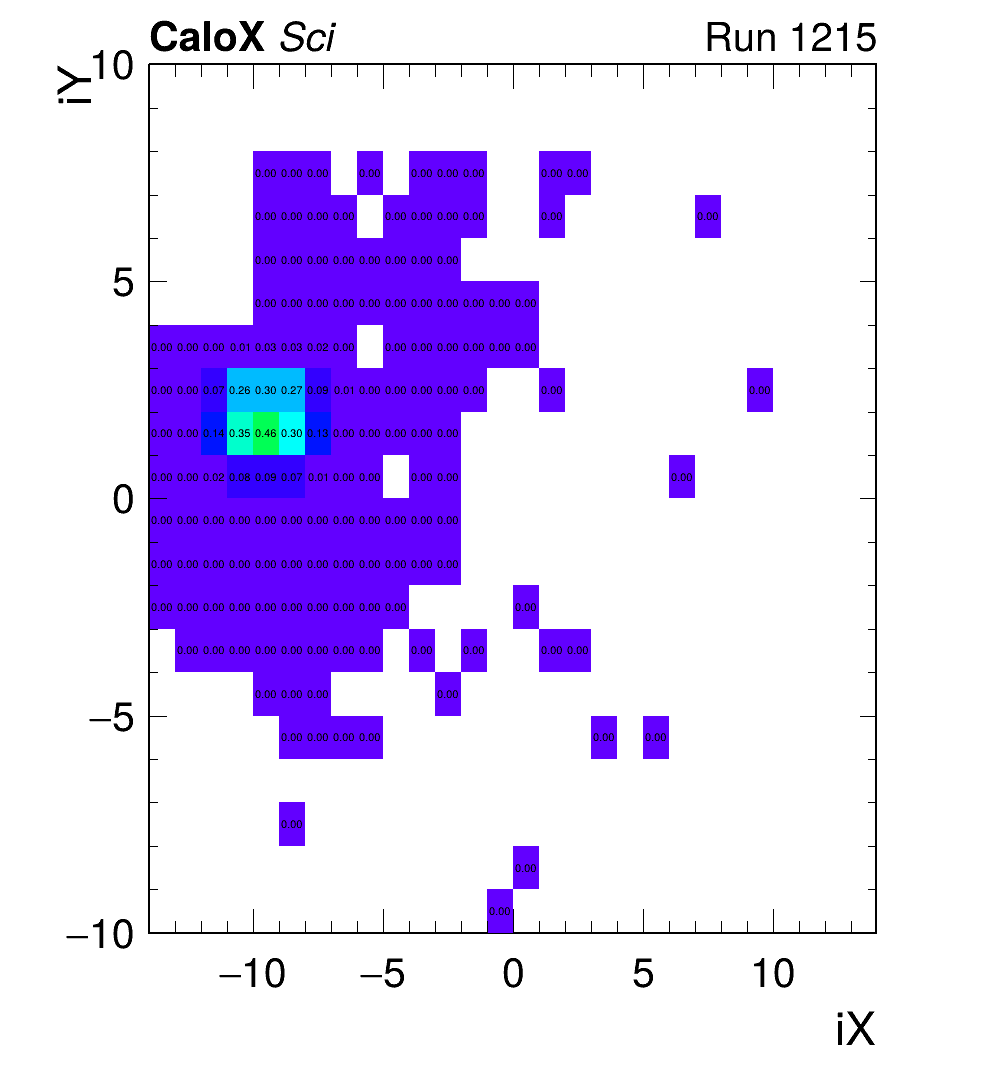 CaloX Sci Run 1215
iY
10
0.00 0.00 0.00 0.00 0.00 0.00 0.00 0.00 0.00
0.00 0.00 0.00 0.00 0.00 0.00 0.00 0.00 0.00 0.00
0.00 0.00 0.00 0.00 0.00 0.00 0.00 0.00
5
0.00 0.00 0.00 0.00 0.00 0.00 0.00 0.00 0.00 0.00 0.00
0.00 0.00 0.00 0.01 0.03 0.03 0.02 0.00 0.00 0.00 0.00 0.00 0.00 0.00
0.00 0.00 0.07 0.26 0.30 0.27 0.09 0.01 0.00 0.00 0.00 0.00 0.00 0.00 0.00
0.00 0.00 0.14 0.35 0.46 0.30 0.13 0.00 0.00 0.00 0.00 0.00
0.00 0.00 0.02 0.08 0.09 0.07 0.01 0.00 0.00 0.00 0.00 0.00
0
0.00 0.00 0.00 0.00 0.00 0.00 0.00 0.00 0.00 0.00 0.00 0.00
0.00 0.00 0.00 0.00 0.00 0.00 0.00 0.00 0.00 0.00 0.00 0.00
0.00 0.00 0.00 0.00 0.00 0.00 0.00 0.00 0.00 0.00 0.00
0.00 0.00 0.00 0.00 0.00 0.00 0.00 0.00 0.00 0.00 0.00 0.00
0.00 0.00 0.00 0.00
−5
0.00 0.00 0.00 0.00 0.00 0.00
0.00
0.00
0.00
−10
−10 −5 0 5 10
iX